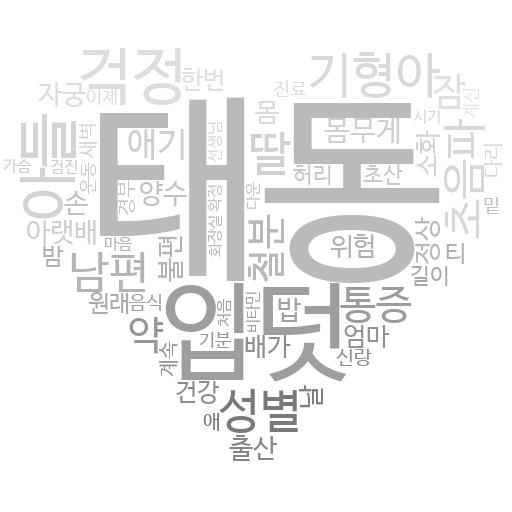 걱정
한번
기형아
자궁
이제
진료
잠
계신
시기
몸
태동
아들
새벽
운동
가슴
검진
애기
선생님
딸
몸무게
소화
초음파
다리
손
경부
양수
확정
화장실
다운
허리
초산
밑
아랫배
밤
마음
불편
철분
위험
정상
티
남편
길이
원래
음식
입덧
처음
비타민
밥
통증
약
계속
기분
배가
엄마
신랑
건강
성별
날
애
출산